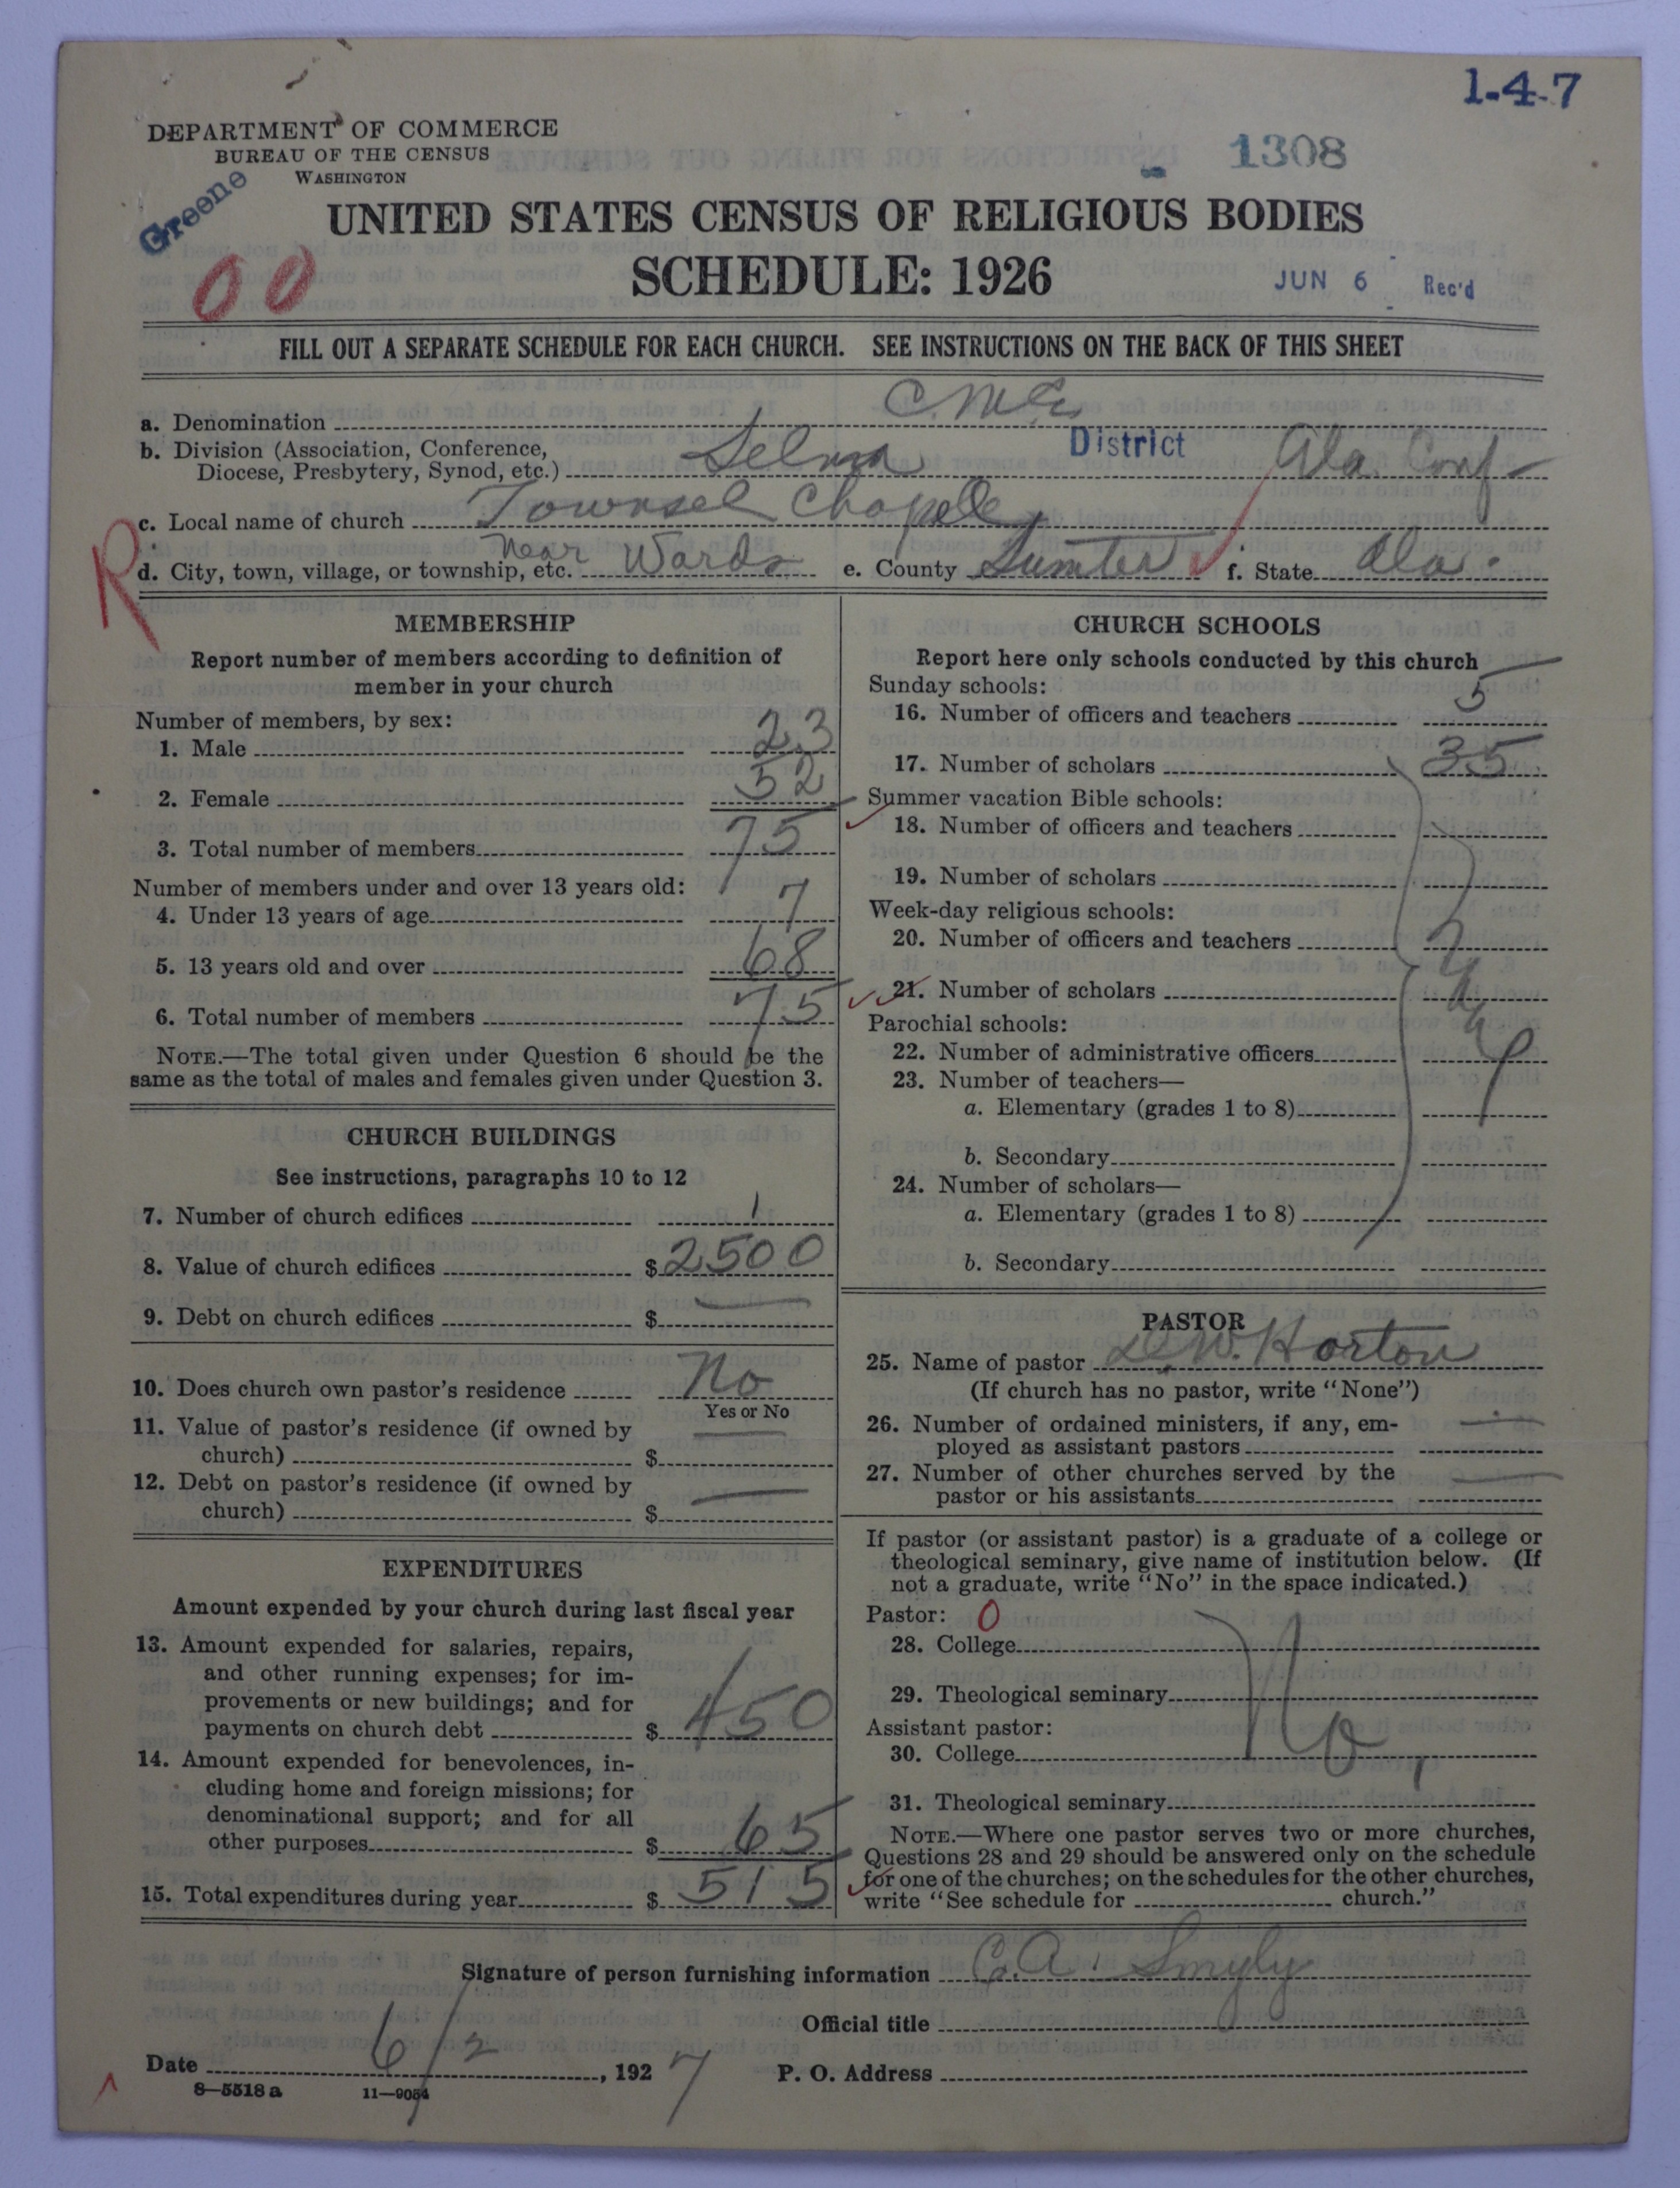 1-4-7
DEPARTMENT OF COMMERCE
BUREAU OF THE CENSUS
WASHINGTON
1308
Greene
UNITED STATES CENSUS OF RELIGIOUS BODIES
00
SCHEDULE: 1926
JUN 6 Rec'd
FILL OUT A SEPARATE SCHEDULE FOR EACH CHURCH. SEE INSTRUCTIONS ON THE BACK OF THIS SHEET
a. Denomination C.M.E.
b. Division (Association, Conference,
Diocese, Presbytery, Synod, etc.) Selma District Ala. Conf
c. Local name of church Townsel Chapel
R
d. City, town, village, or township, etc. Near Wards e. County Sumter f. State Ala.
MEMBERSHIP
Report number of members according to definition of
member in your church
Number of members, by sex:
1. Male 23
2. Female 52
3. Total number of members 75
Number of members under and over 13 years old:
4. Under 13 years of age 7
5. 13 years old and over 68
6. Total number of members 75
NOTE.—The total given under Question 6 should be the
same as the total of males and females given under Question 3.
CHURCH BUILDINGS
See instructions, paragraphs 10 to 12
7. Number of church edifices 1
8. Value of church edifices $2500
9. Debt on church edifices $ —
10. Does church own pastor's residence No
Yes or No
11. Value of pastor's residence (if owned by
church) $ —
12. Debt on pastor's residence (if owned by
church) $ —
EXPENDITURES
Amount expended by your church during last fiscal year
13. Amount expended for salaries, repairs,
and other running expenses; for im-
provements or new buildings; and for
payments on church debt $ 450
14. Amount expended for benevolences, in-
cluding home and foreign missions; for
denominational support; and for all
other purposes $ 65
15. Total expenditures during year $ 515
CHURCH SCHOOLS
Report here only schools conducted by this church
Sunday schools:
16. Number of officers and teachers 5
17. Number of scholars 35
Summer vacation Bible schools:
18. Number of officers and teachers
19. Number of scholars
Week-day religious schools:
20. Number of officers and teachers
21. Number of scholars
Parochial schools:
22. Number of administrative officers
23. Number of teachers—
a. Elementary (grades 1 to 8)
b. Secondary
24. Number of scholars—
a. Elementary (grades 1 to 8)
b. Secondary
PASTOR
25. Name of pastor W. Horton
(If church has no pastor, write "None")
26. Number of ordained ministers, if any, em-
ployed as assistant pastors —
27. Number of other churches served by the
pastor or his assistants —
If pastor (or assistant pastor) is a graduate of a college or
theological seminary, give name of institution below. (If
not a graduate, write "No" in the space indicated.)
Pastor: 0
28. College
29. Theological seminary
Assistant pastor: No,
30. College
31. Theological seminary
NOTE.—Where one pastor serves two or more churches,
Questions 28 and 29 should be answered only on the schedule
for one of the churches; on the schedules for the other churches,
write "See schedule for church."
Signature of person furnishing information C. A. Smyly
Official title
Date 6/2, 1927 P. O. Address
8—5518 a 11—9054